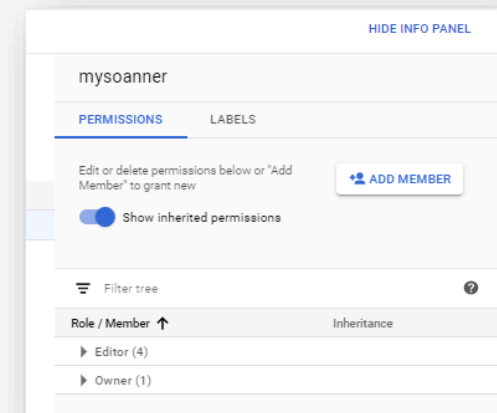 HIDE INFO PANEL
mysoanner
PERMISSIONS LABELS
Edit or delete permissions below or "Add
Member" to grant new
ADD MEMBER
Show inherited permissions
Filter tree
Role / Member Inheritance
Editor (4)
Owner (1)